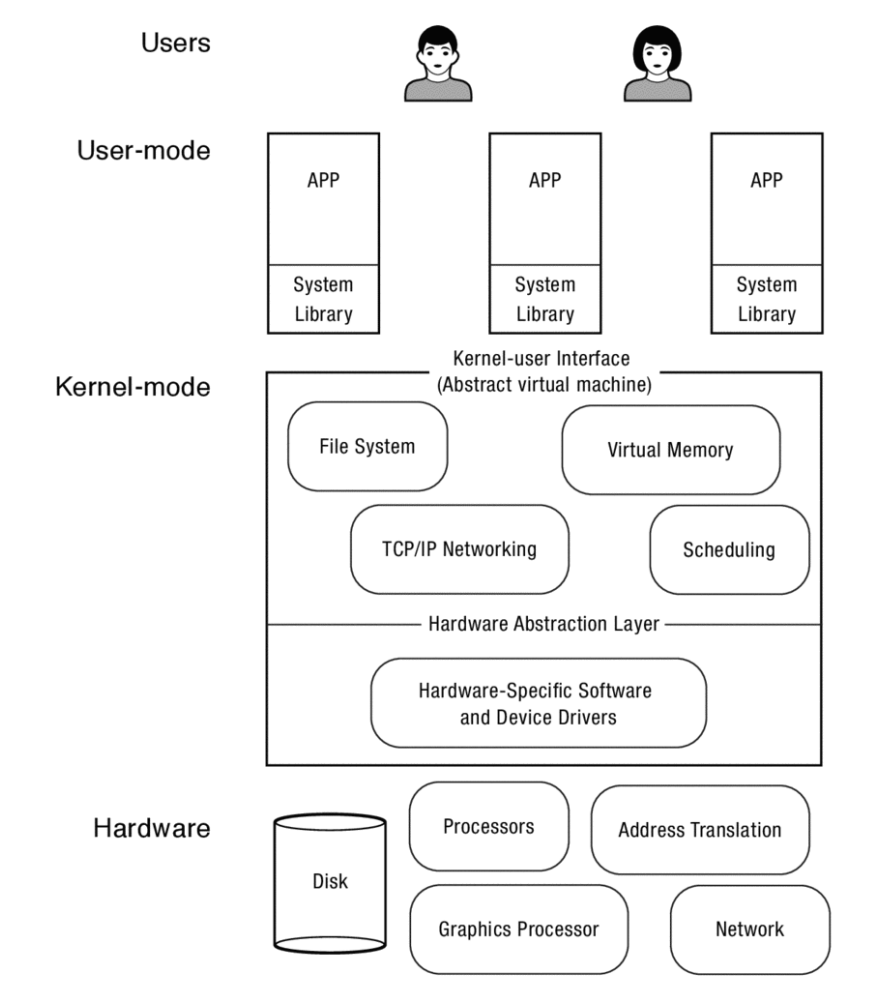 Users
User-mode
APP
APP
APP
System
Library
System
Library
System
Library
Kernel-mode
Kernel-user Interface
(Abstract virtual machine)
File System
Virtual Memory
TCP/IP Networking
Scheduling
Hardware Abstraction Layer
Hardware-Specific Software
and Device Drivers
Hardware
Disk
Processors
Address Translation
Graphics Processor
Network